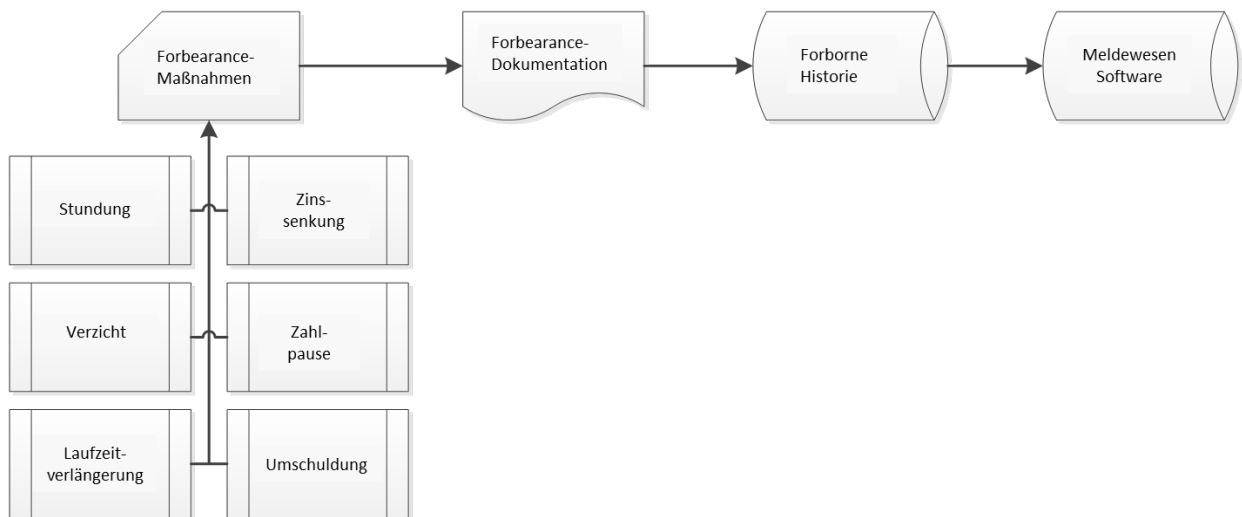 Forbearance-
Maßnahmen
Forbearance-
Dokumentation
Forborne
Historie
Meldewesen
Software
Stundung
Zins-
senkung
Verzicht
Zahl-
pause
Laufzeit-
verlängerung
Umschuldung